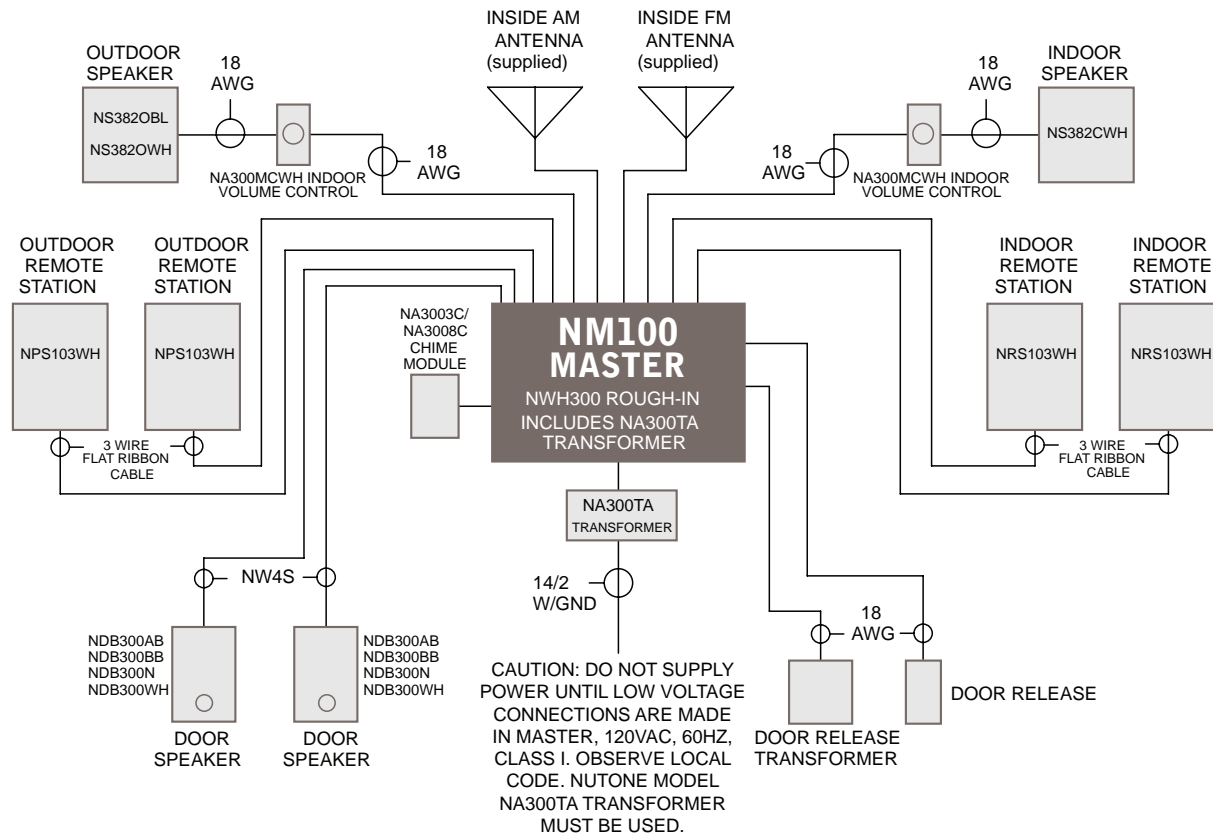 INSIDE AM
ANTENNA
(supplied)
INSIDE FM
ANTENNA
(supplied)
OUTDOOR
SPEAKER
18
AWG
NS382OBL
NS382OWH
NA300MCWH INDOOR
VOLUME CONTROL
18
AWG
18
AWG
INDOOR
SPEAKER
NS382CWH
18
AWG
NA300MCWH INDOOR
VOLUME CONTROL
OUTDOOR
REMOTE
STATION
NPS103WH
OUTDOOR
REMOTE
STATION
NPS103WH
3 WIRE
FLAT RIBBON
CABLE
INDOOR
REMOTE
STATION
NRS103WH
INDOOR
REMOTE
STATION
NRS103WH
3 WIRE
FLAT RIBBON
CABLE
NA3003C/
NA3008C
CHIME
MODULE
NM100
MASTER
NWH300 ROUGH-IN
INCLUDES NA300TA
TRANSFORMER
NA300TA
TRANSFORMER
14/2
W/GND
NW4S
NDB300AB
NDB300BB
NDB300N
NDB300WH
DOOR
SPEAKER
NDB300AB
NDB300BB
NDB300N
NDB300WH
DOOR
SPEAKER
CAUTION: DO NOT SUPPLY
POWER UNTIL LOW VOLTAGE
CONNECTIONS ARE MADE
IN MASTER, 120VAC, 60HZ,
CLASS I. OBSERVE LOCAL
CODE. NUTONE MODEL
NA300TA TRANSFORMER
MUST BE USED.
18
AWG
DOOR RELEASE
TRANSFORMER
DOOR RELEASE